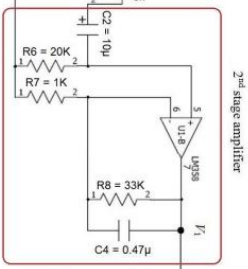 C2 = 10µ
+
R6 = 20K
1 2
R7 = 1K
1 2
6 5
- +
U1-B
LM358
7
R8 = 33K
1 2
V₁
C4 = 0.47µ
2nd stage amplifier